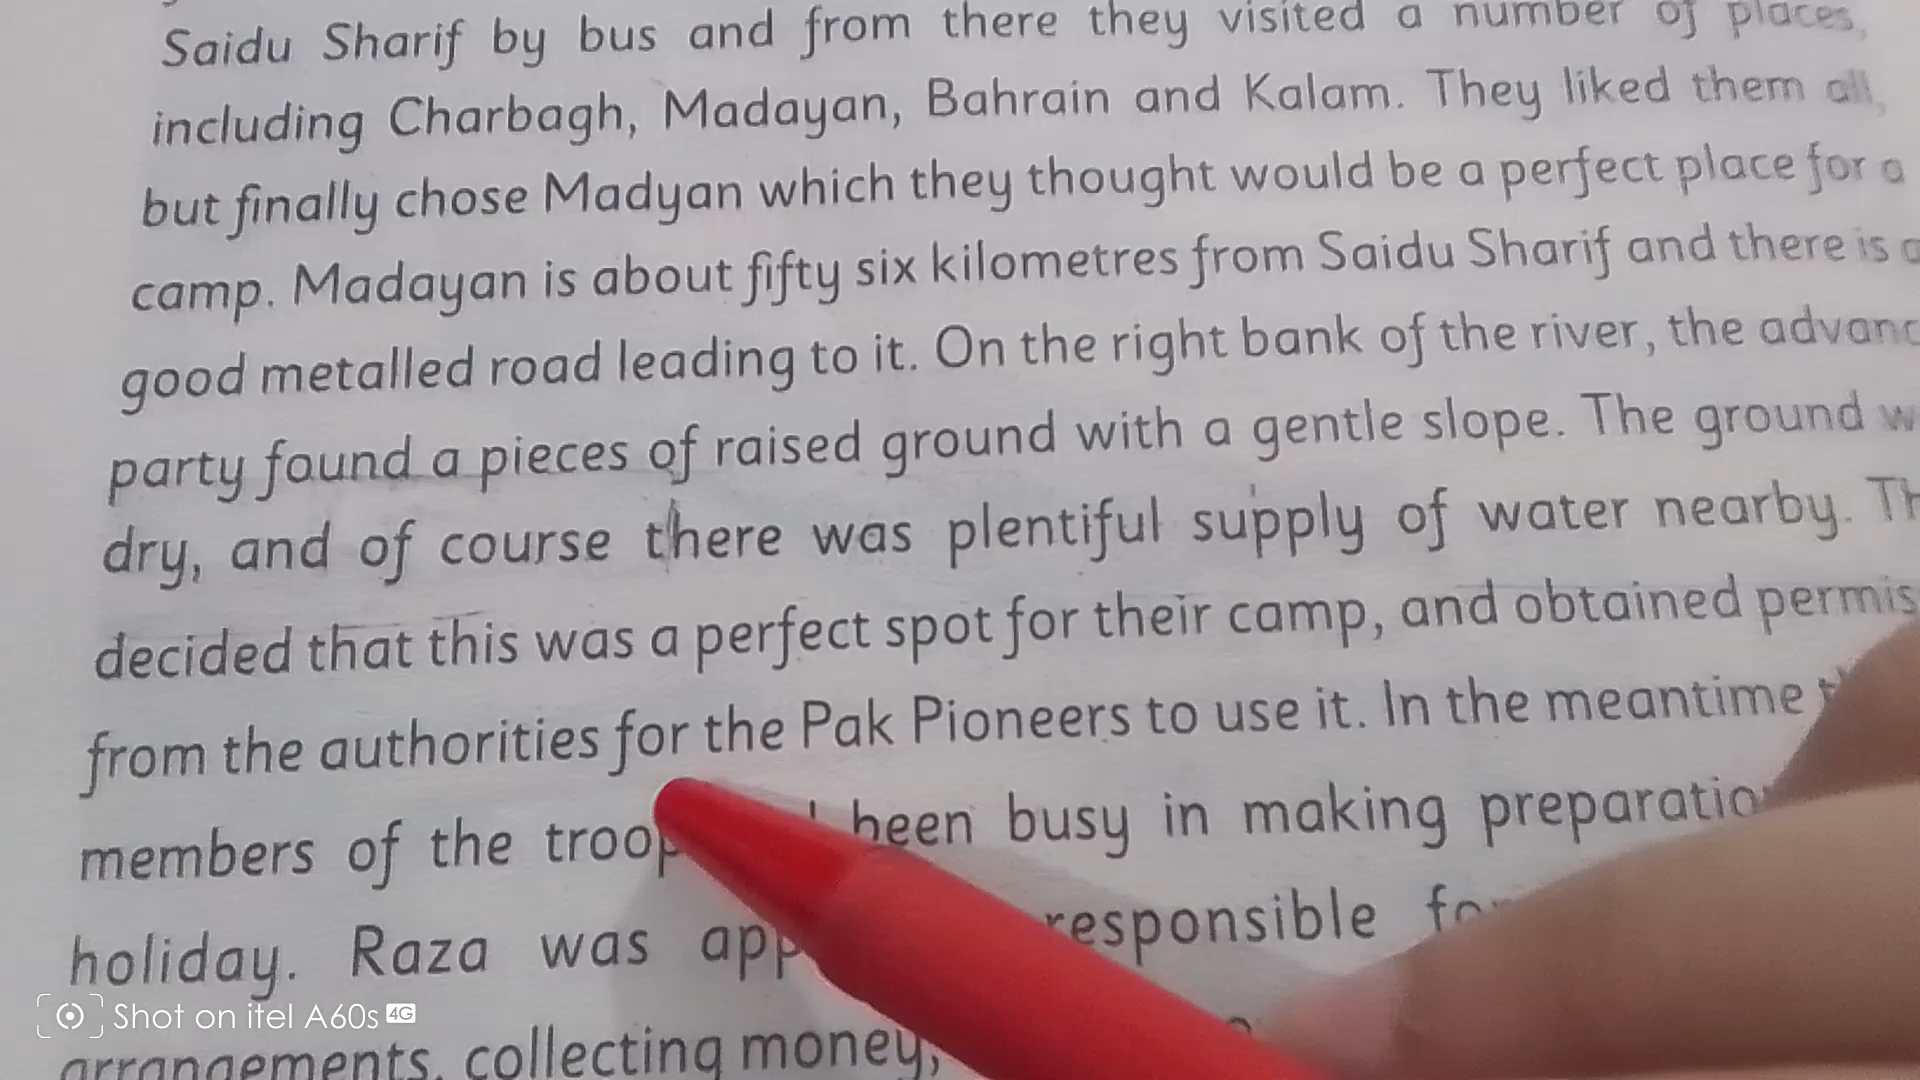 Saidu Sharif by bus and from there they visited a number of places,
including Charbagh, Madayan, Bahrain and Kalam. They liked them all,
but finally chose Madyan which they thought would be a perfect place for a
camp. Madayan is about fifty six kilometres from Saidu Sharif and there is a
good metalled road leading to it. On the right bank of the river, the advanc
party found a pieces of raised ground with a gentle slope. The ground w
dry, and of course there was plentiful supply of water nearby. Th
decided that this was a perfect spot for their camp, and obtained permis
from the authorities for the Pak Pioneers to use it. In the meantime
members of the troop been busy in making preparatio
holiday. Raza was app responsible for
arrangements, collecting money,
Shot on itel A60s 4G